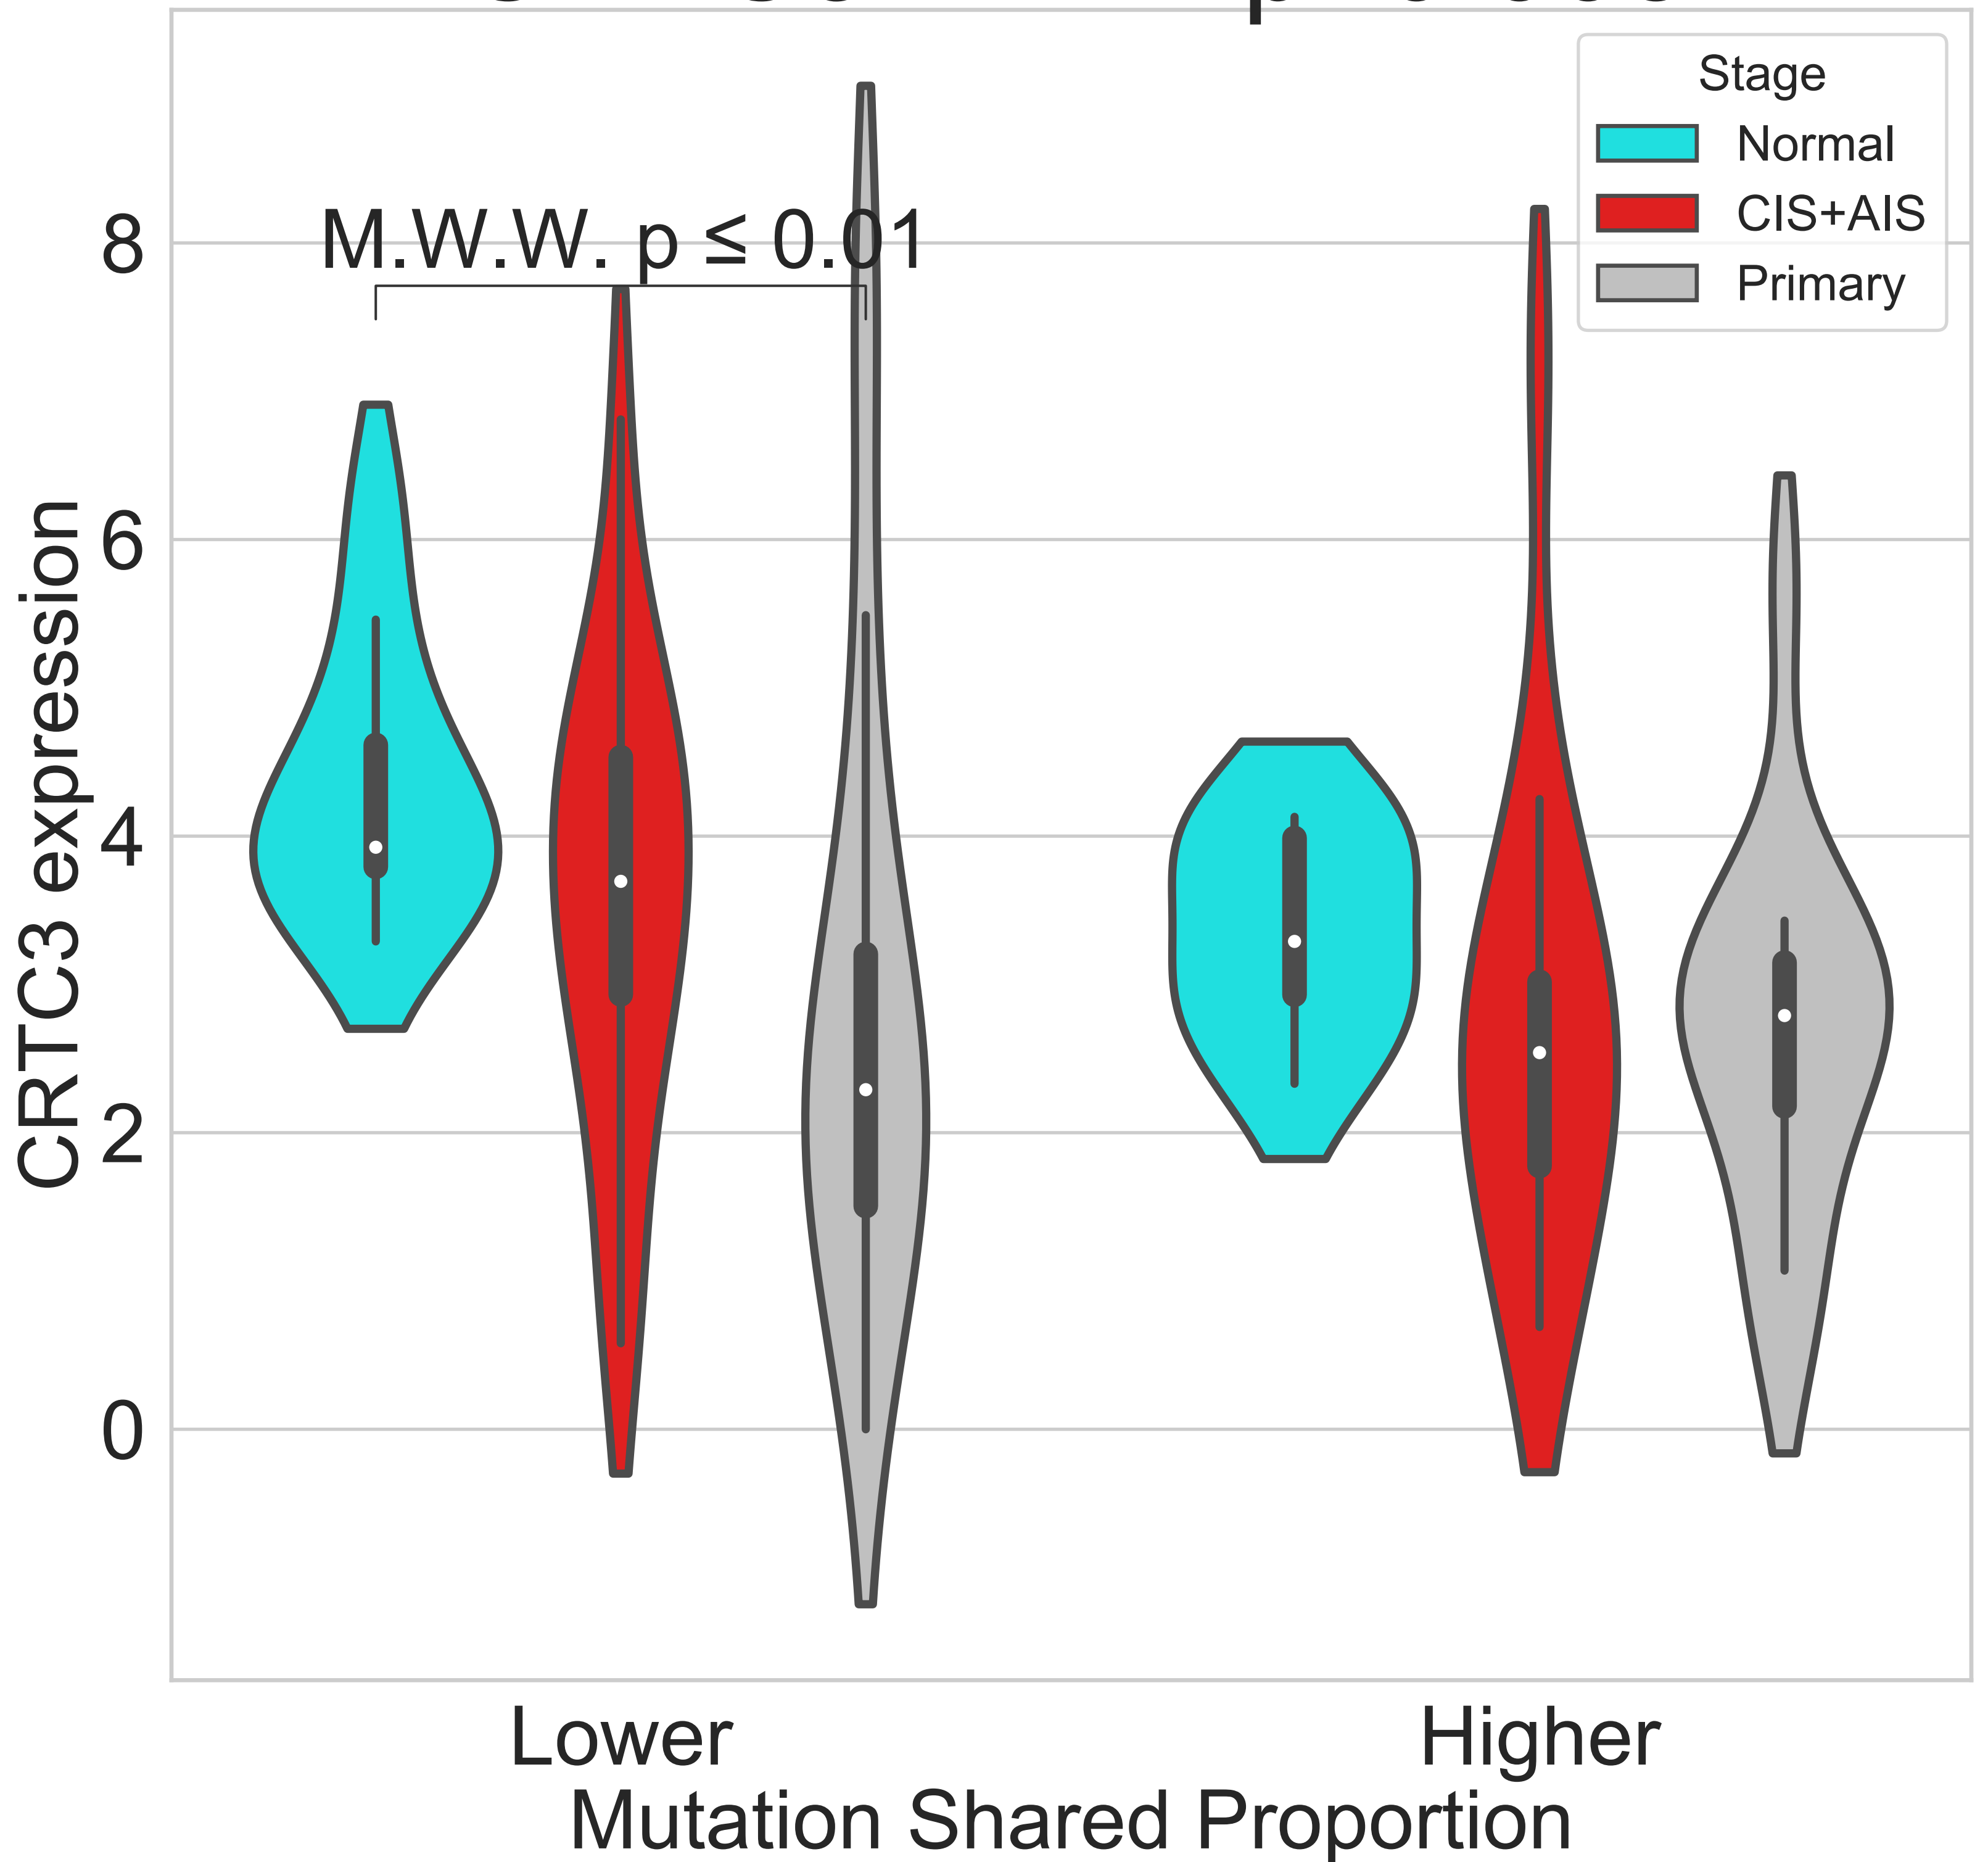 Stage
Normal
CIS+AIS
Primary
M.W.W. p ≤ 0.01
8
6
4
2
0
CRTC3 expression
Lower
Higher
Mutation Shared Proportion